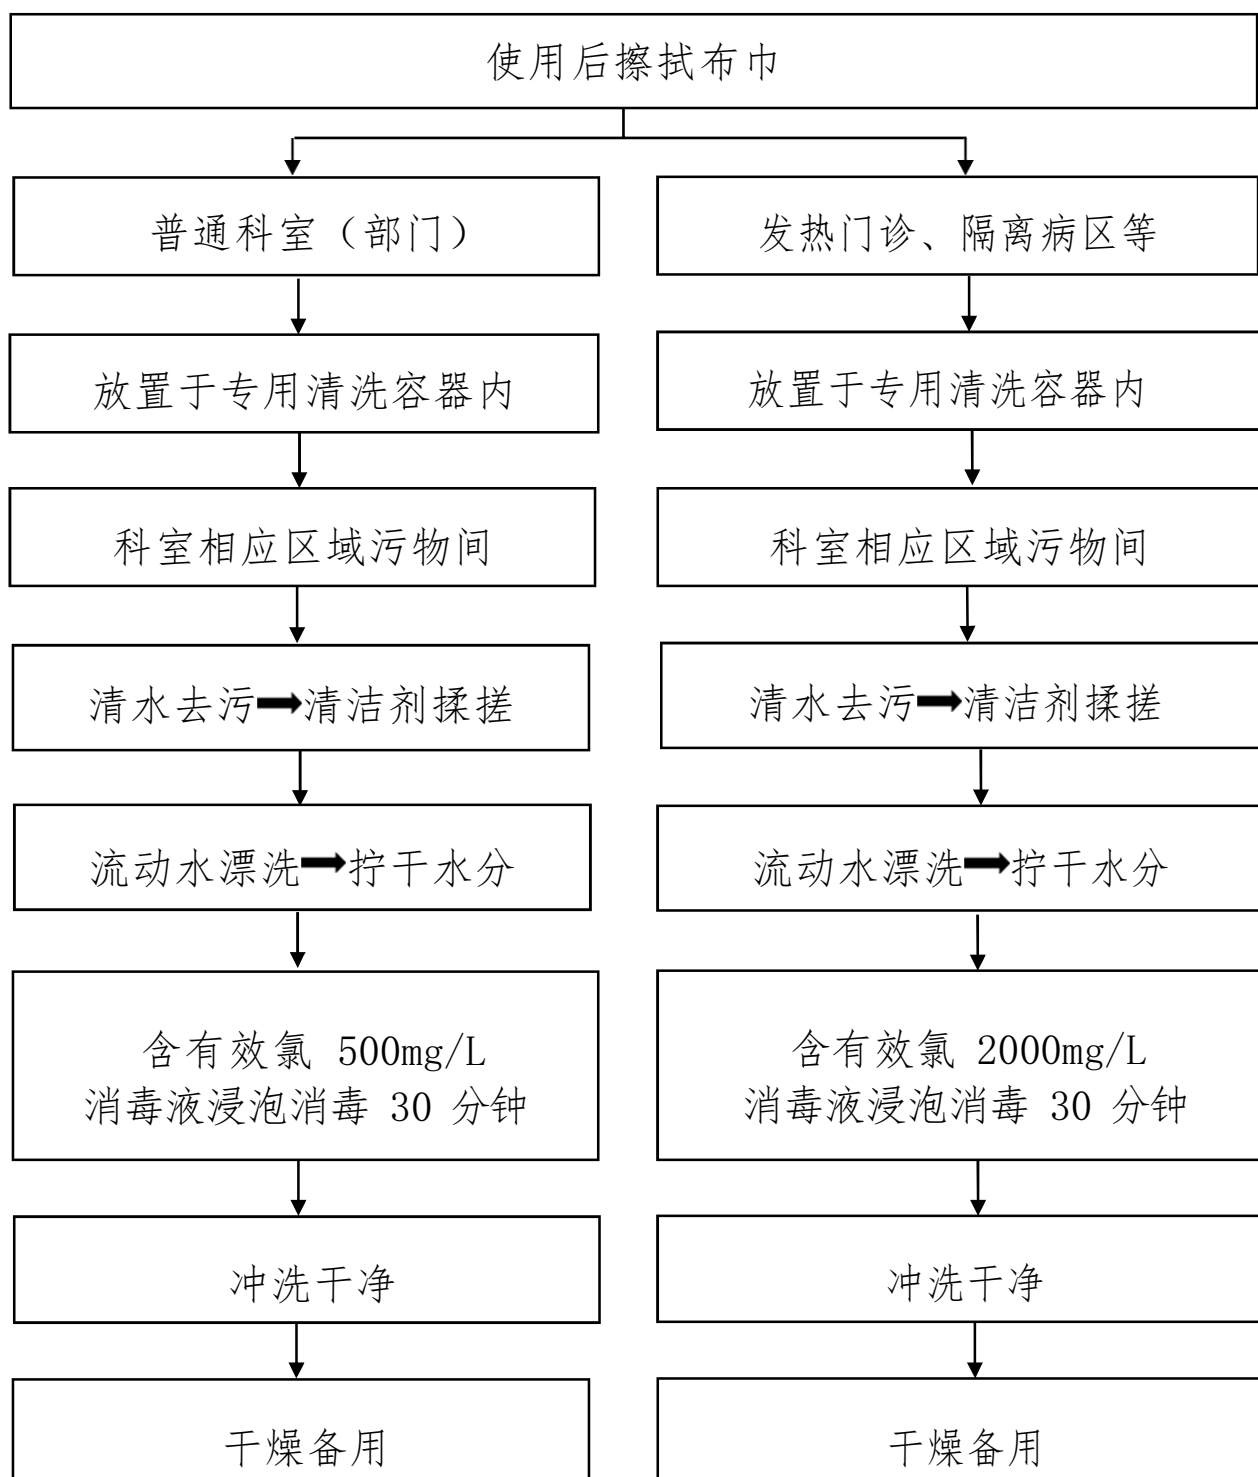 使用后擦拭布巾
普通科室（部门）
发热门诊、隔离病区等
放置于专用清洗容器内
放置于专用清洗容器内
科室相应区域污物间
科室相应区域污物间
清水去污➡清洁剂揉搓
清水去污➡清洁剂揉搓
流动水漂洗➡拧干水分
流动水漂洗➡拧干水分
含有效氯 500mg/L
消毒液浸泡消毒 30 分钟
含有效氯 2000mg/L
消毒液浸泡消毒 30 分钟
冲洗干净
冲洗干净
干燥备用
干燥备用